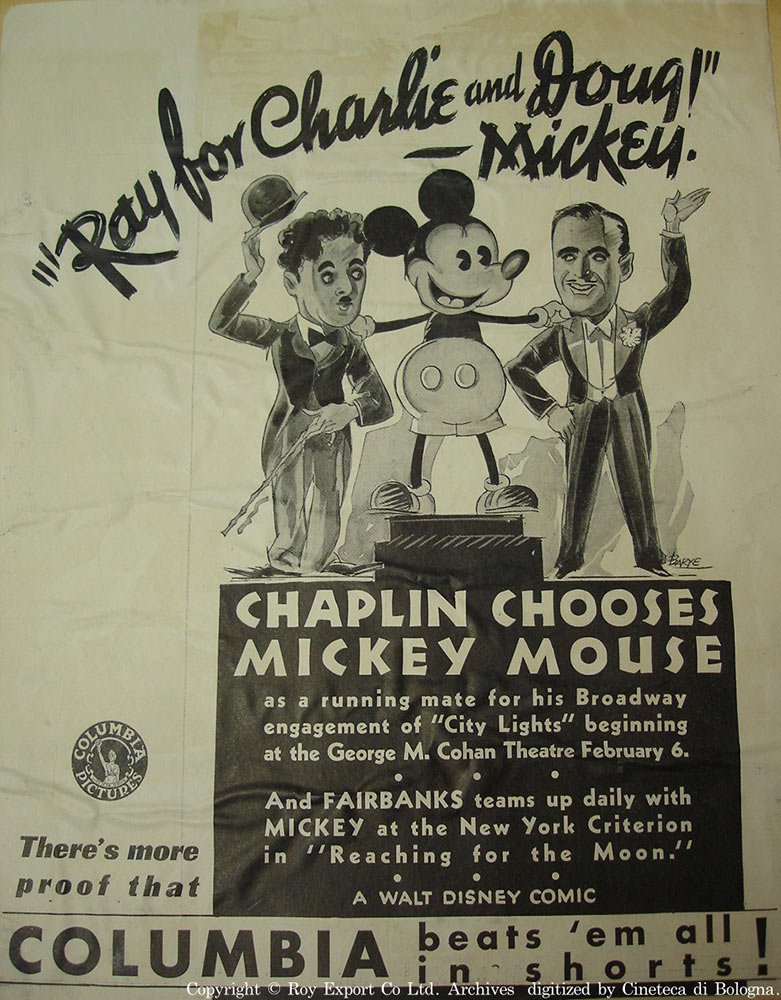 "'Ray for Charlie and Doug!"
— Mickey.
BARYE
CHAPLIN CHOOSES
MICKEY MOUSE
as a running mate for his Broadway
engagement of "City Lights" beginning
at the George M. Cohan Theatre February 6.
• • •
And FAIRBANKS teams up daily with
MICKEY at the New York Criterion
in "Reaching for the Moon."
• • •
A WALT DISNEY COMIC
COLUMBIA
PICTURES
There's more
proof that
COLUMBIA beats 'em all
in shorts!
Copyright © Roy Export Co Ltd. Archives digitized by Cineteca di Bologna